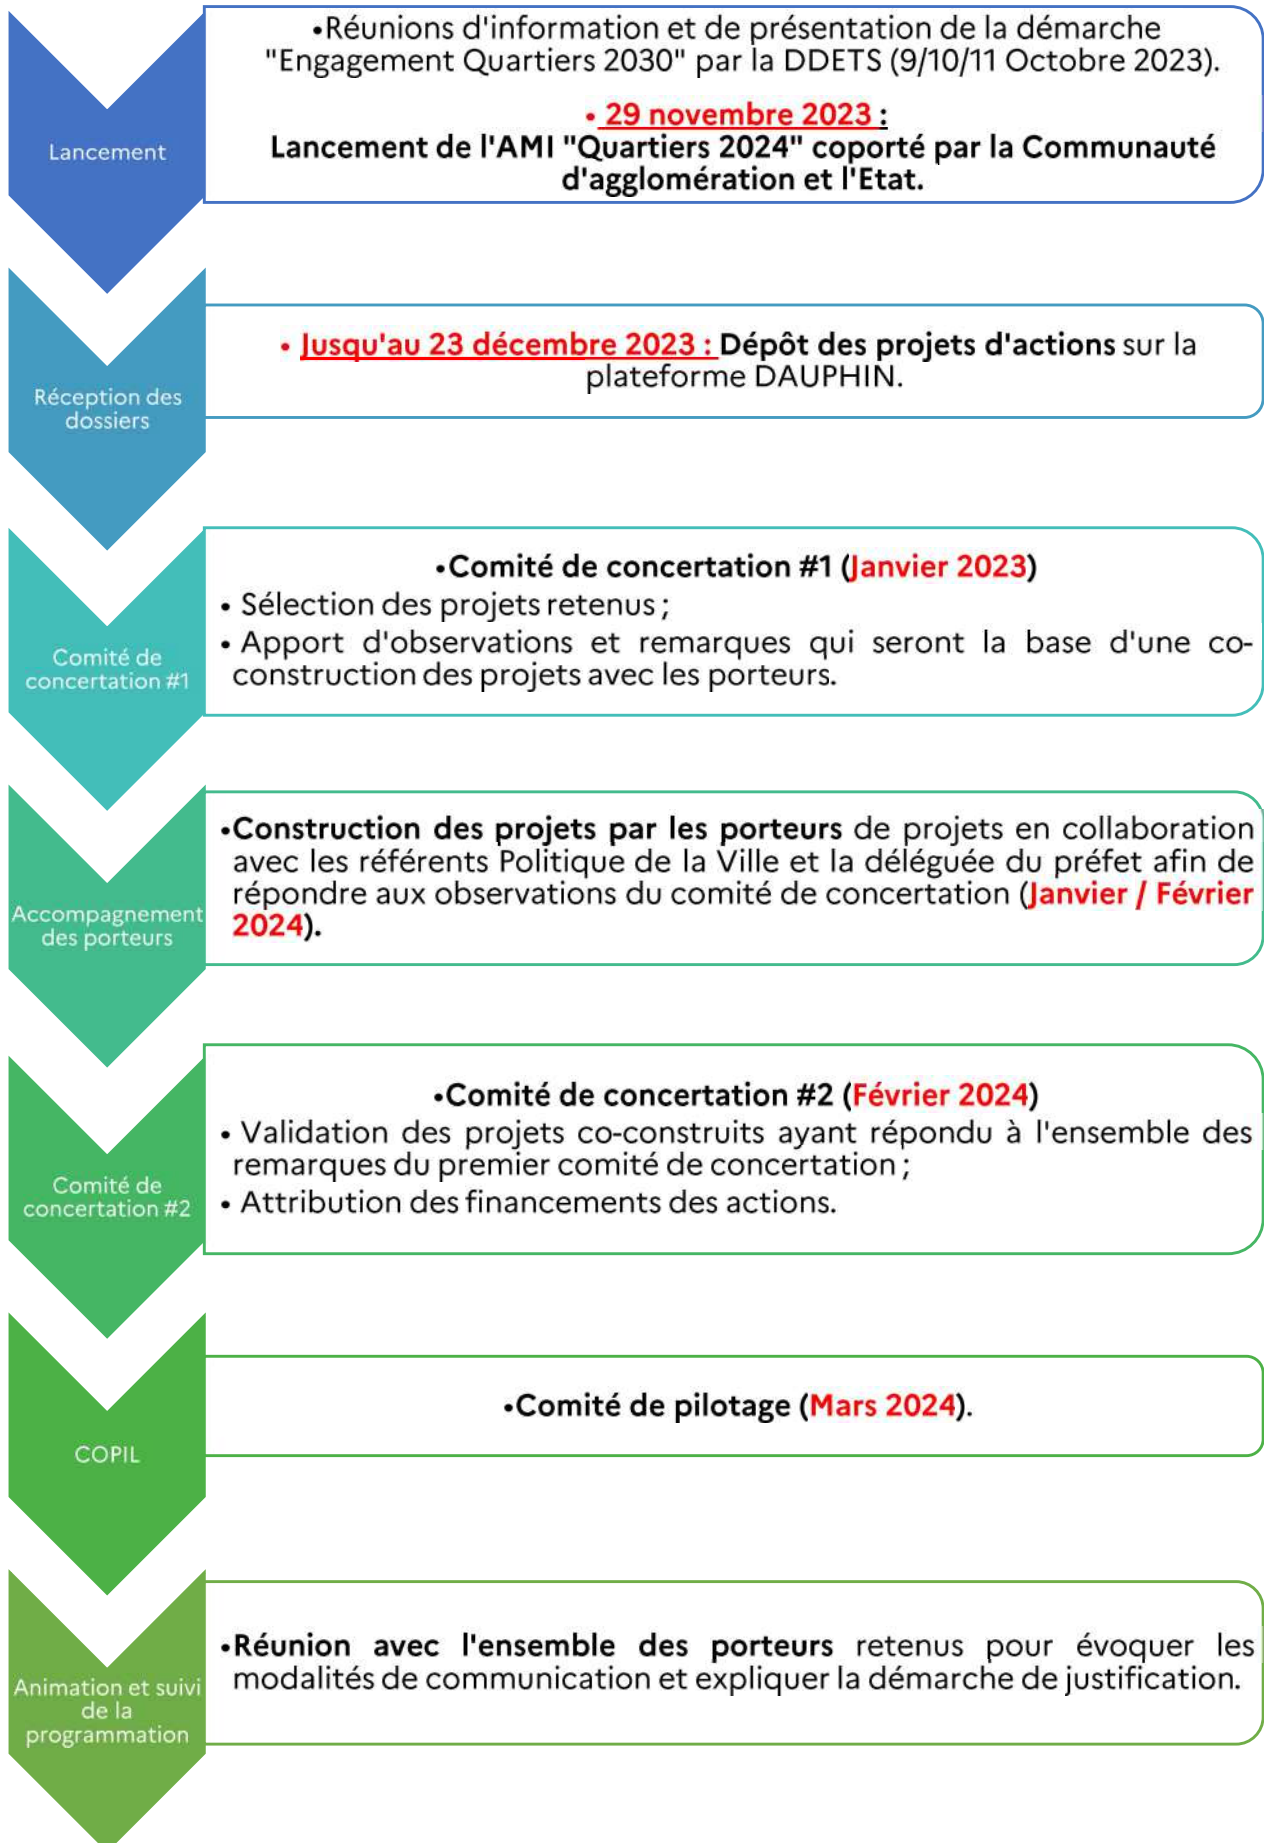 Lancement
•Réunions d'information et de présentation de la démarche
"Engagement Quartiers 2030" par la DDETS (9/10/11 Octobre 2023).
• 29 novembre 2023 :
Lancement de l'AMI "Quartiers 2024" coporté par la Communauté
d'agglomération et l'Etat.
Réception des
dossiers
• Jusqu'au 23 décembre 2023 : Dépôt des projets d'actions sur la
plateforme DAUPHIN.
Comité de
concertation #1
•Comité de concertation #1 (Janvier 2023)
• Sélection des projets retenus ;
• Apport d'observations et remarques qui seront la base d'une co-
construction des projets avec les porteurs.
Accompagnement
des porteurs
•Construction des projets par les porteurs de projets en collaboration
avec les référents Politique de la Ville et la déléguée du préfet afin de
répondre aux observations du comité de concertation (Janvier / Février
2024).
Comité de
concertation #2
•Comité de concertation #2 (Février 2024)
• Validation des projets co-construits ayant répondu à l'ensemble des
remarques du premier comité de concertation ;
• Attribution des financements des actions.
COPIL
•Comité de pilotage (Mars 2024).
Animation et suivi
de la
programmation
•Réunion avec l'ensemble des porteurs retenus pour évoquer les
modalités de communication et expliquer la démarche de justification.